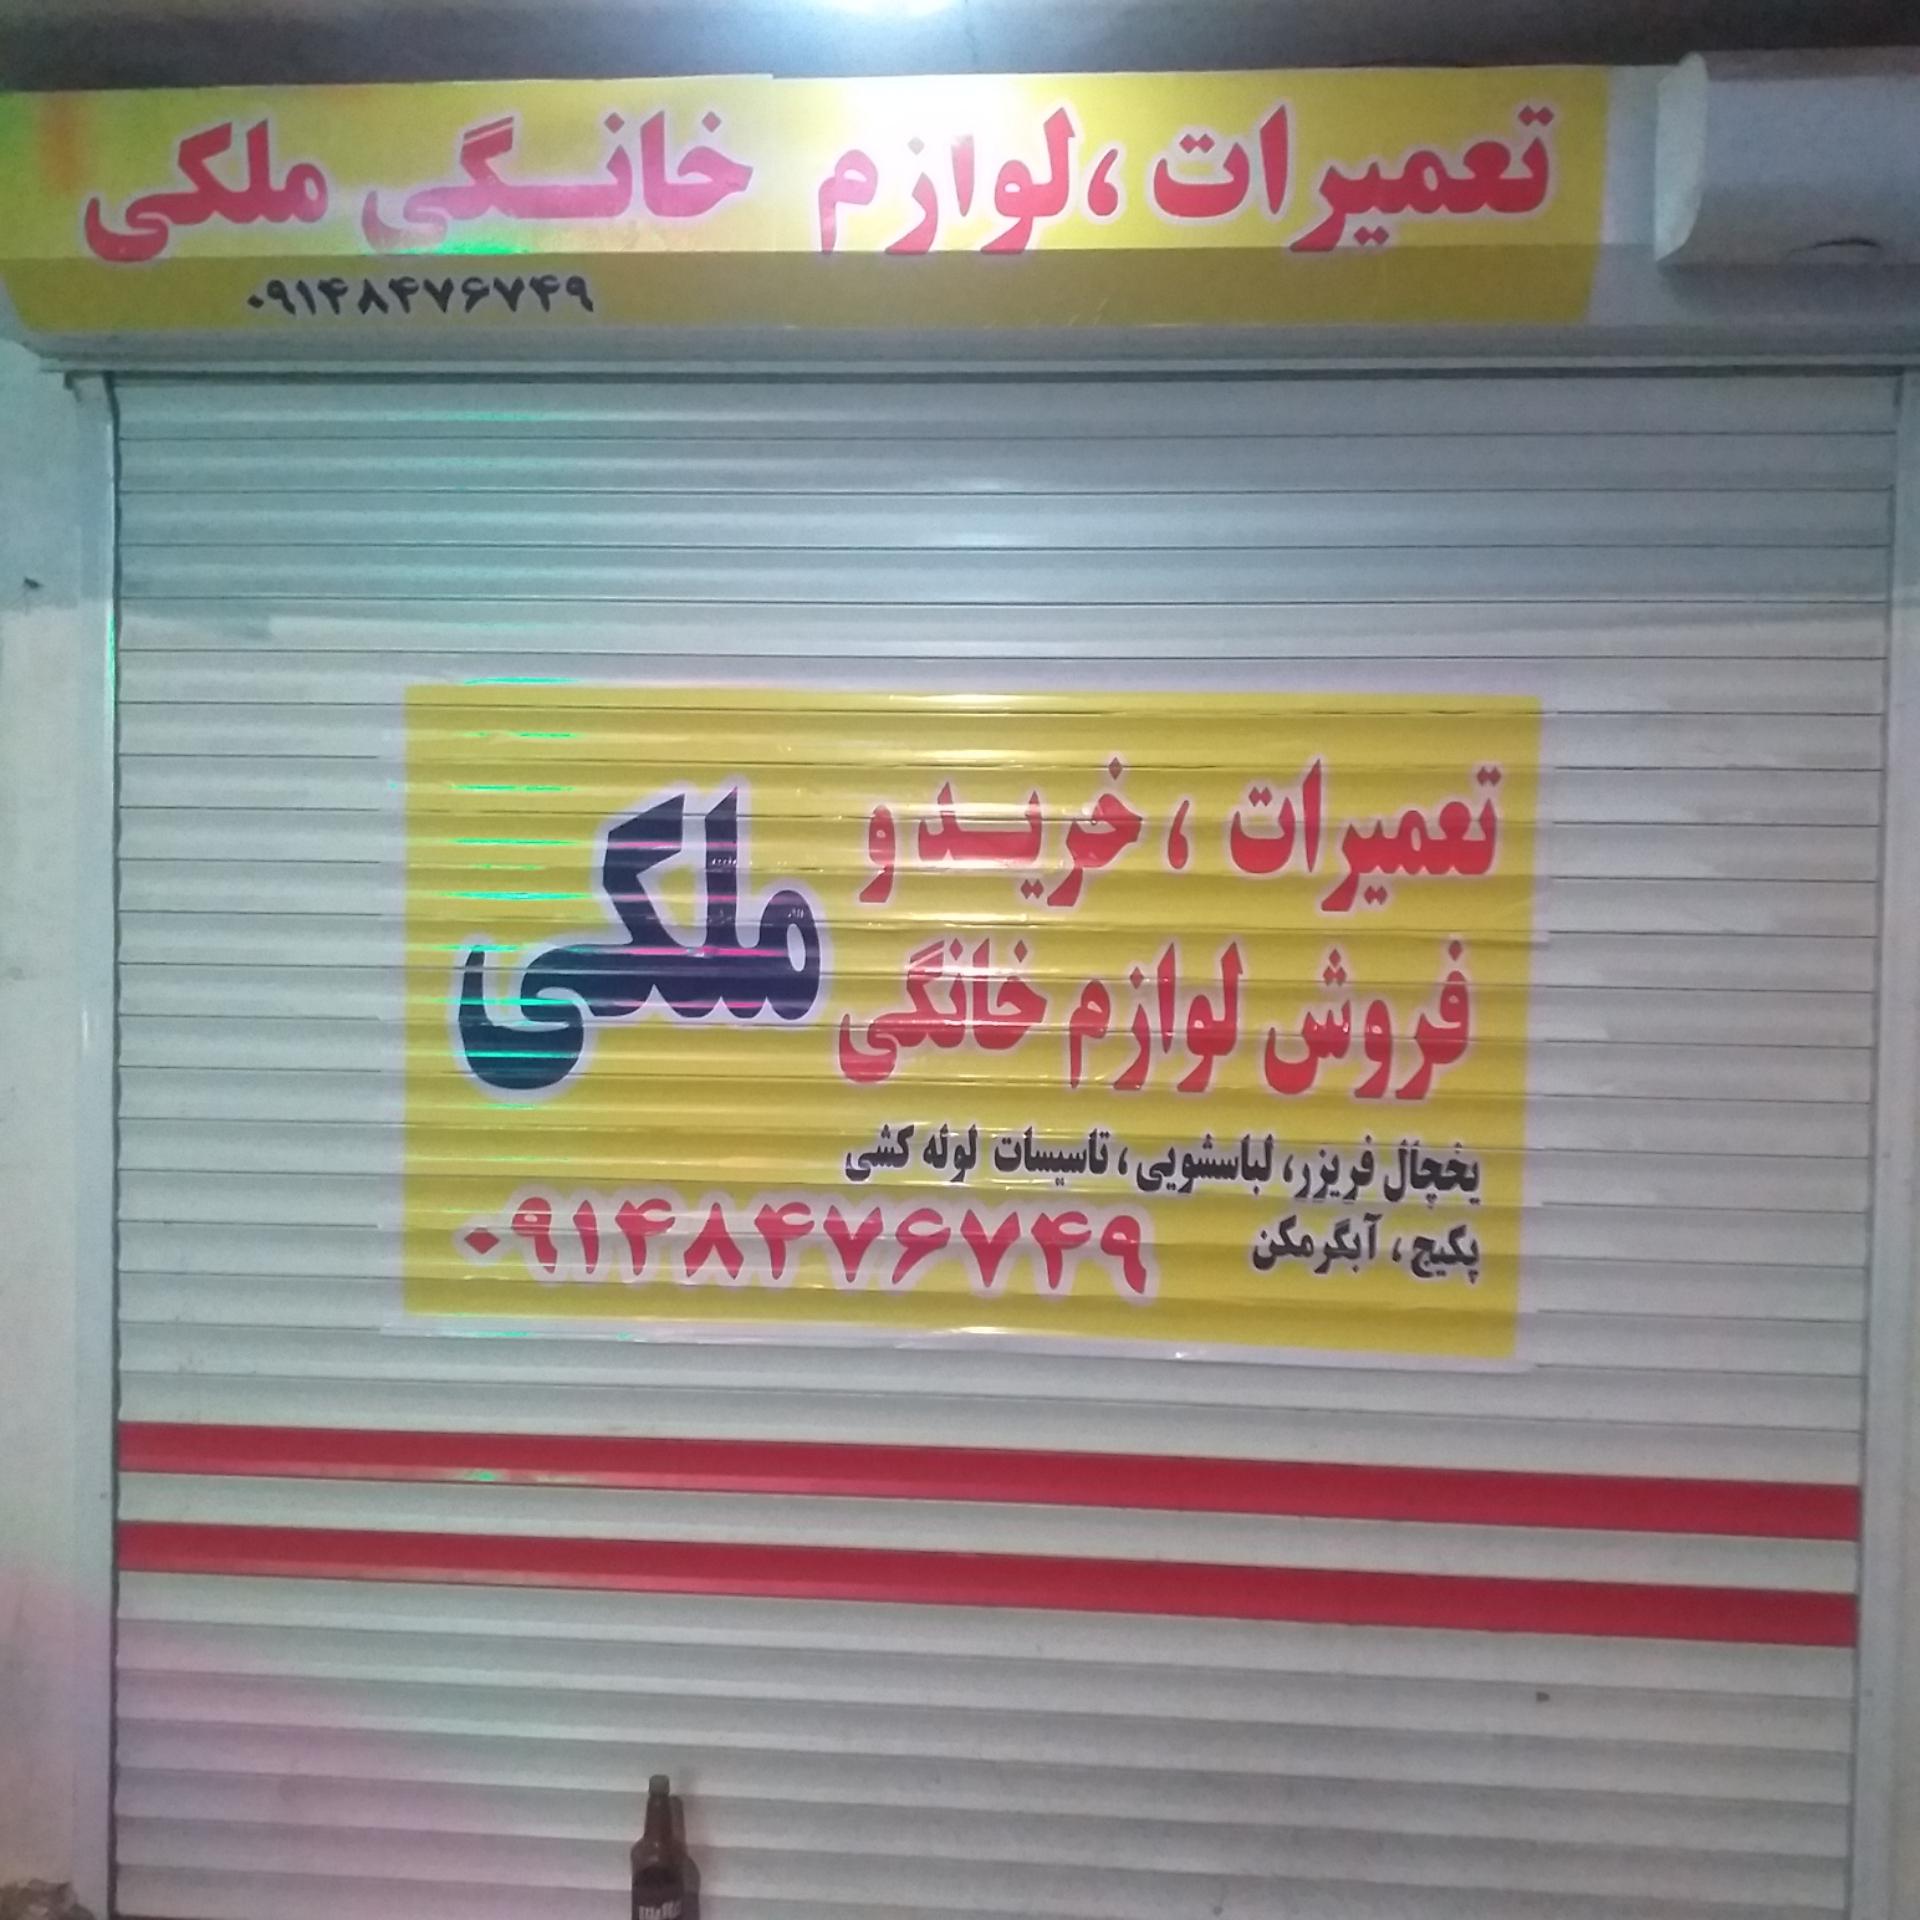 تعمیرات ،لوازم خانگی ملکی
۰۹۱۴۸۴۷۶۷۴۹
تعمیرات ، خرید و
فروش لوازم خانگی
ملکی
یخچال فریزر، لباسشویی ، تاسیسات لوله کشی
پکیج ، آبگرمکن
۰۹۱۴۸۴۷۶۷۴۹